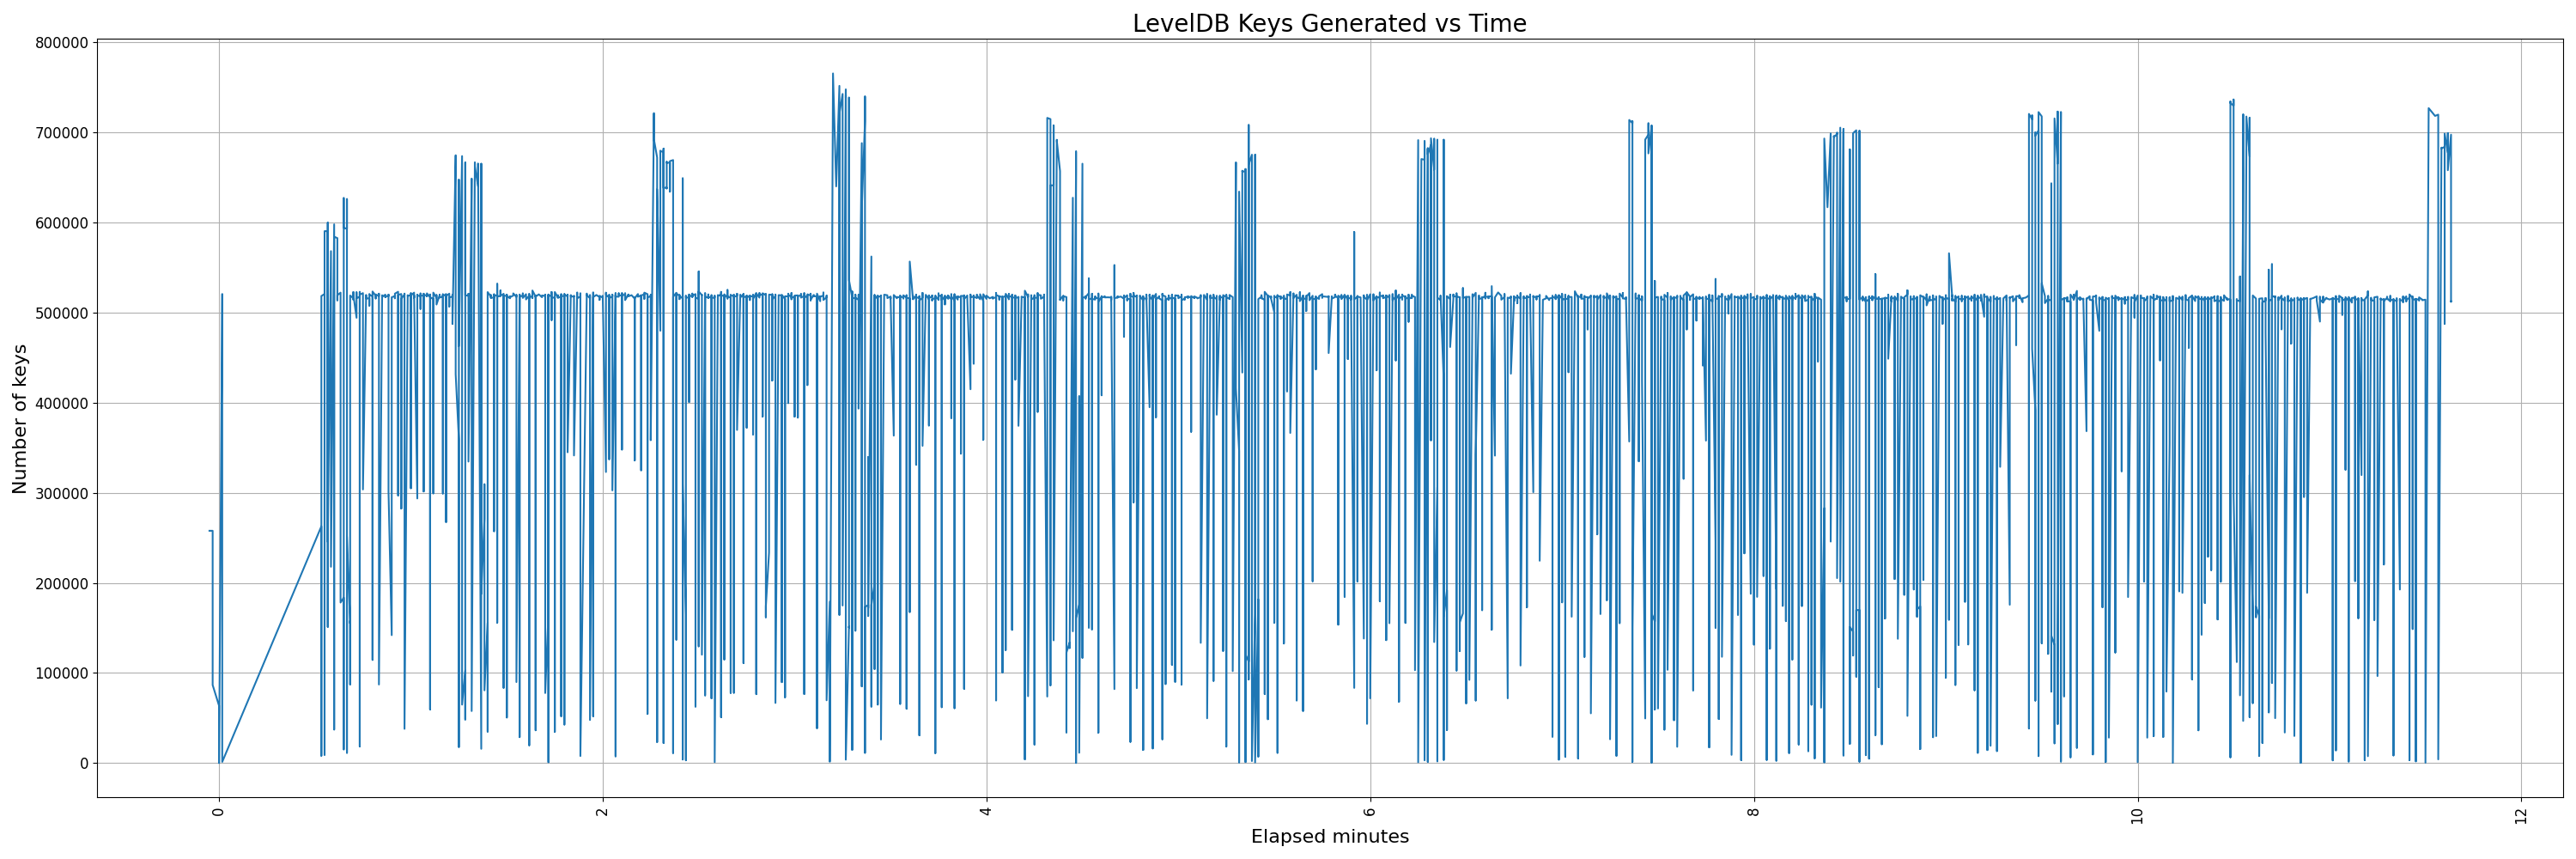 LevelDB Keys Generated vs Time
800000
700000
600000
500000
400000
300000
200000
100000
0
Number of keys
0 2 4 6 8 10 12
Elapsed minutes